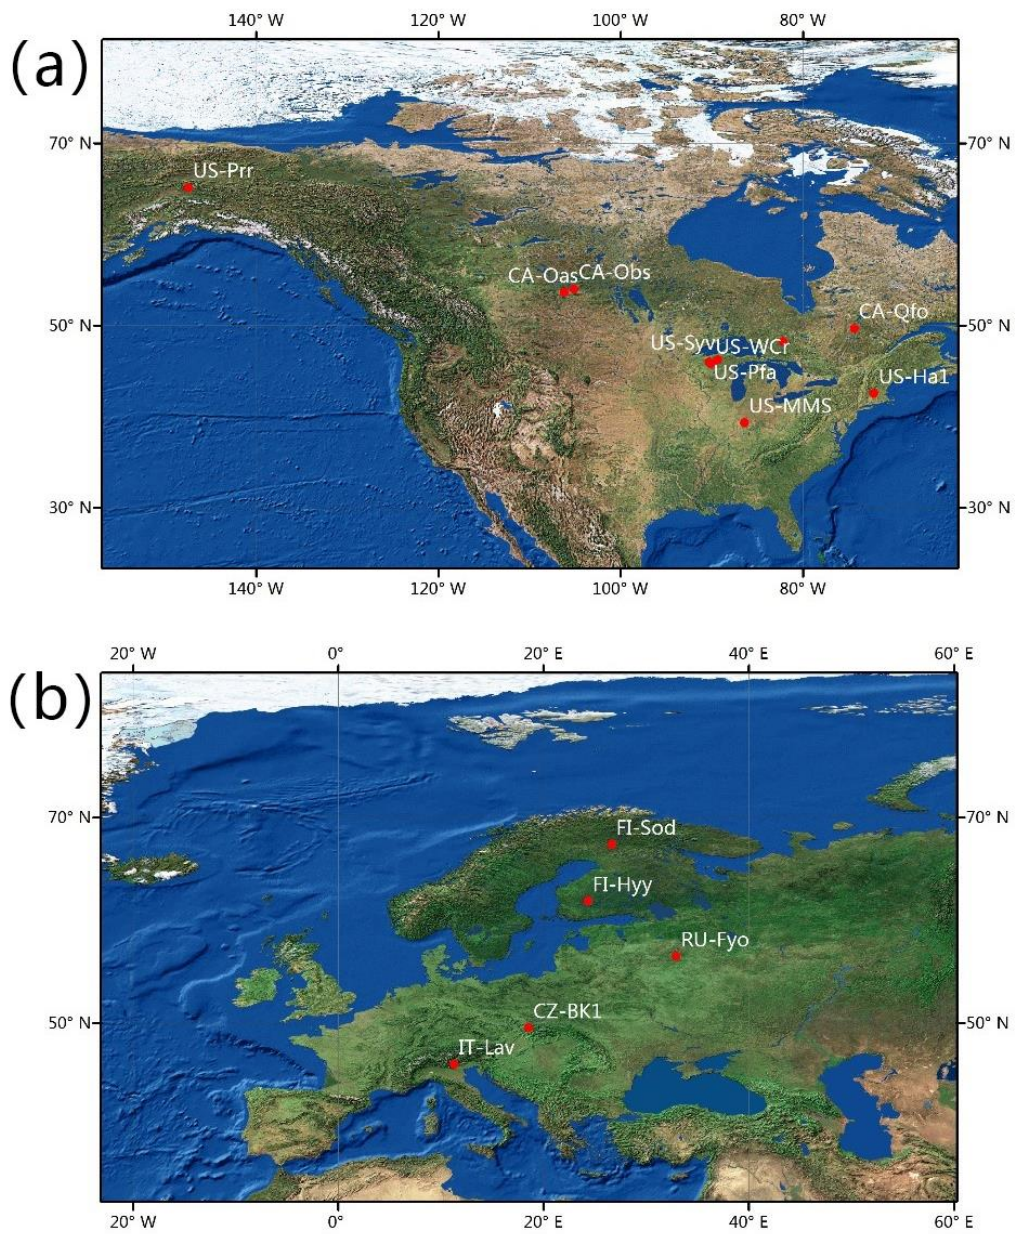 140° W 120° W 100° W 80° W
(a)
70° N 70° N
US-Prr
CA-Oas CA-Obs
50° N CA-Qfo 50° N
US-Syv US-WCr
US-Pfa US-Ha1
US-MMS
30° N 30° N
140° W 120° W 100° W 80° W
20° W 0° 20° E 40° E 60° E
(b)
70° N 70° N
FI-Sod
FI-Hyy
RU-Fyo
50° N CZ-BK1 50° N
IT-Lav
20° W 0° 20° E 40° E 60° E